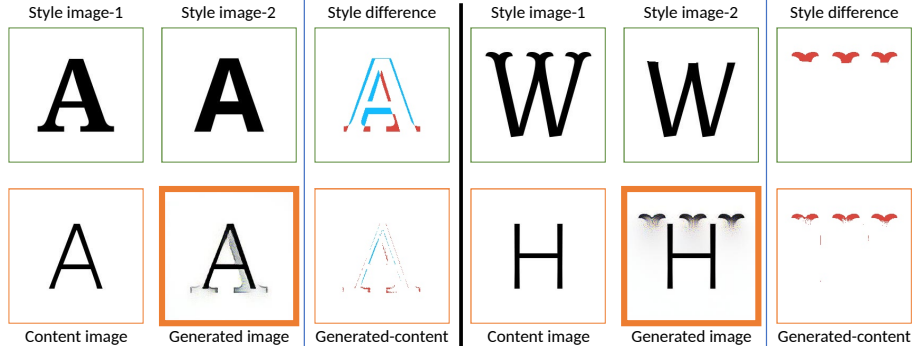 Style image-1 Style image-2 Style difference Style image-1 Style image-2 Style difference
A A A W W
A A A H H
Content image Generated image Generated-content Content image Generated image Generated-content